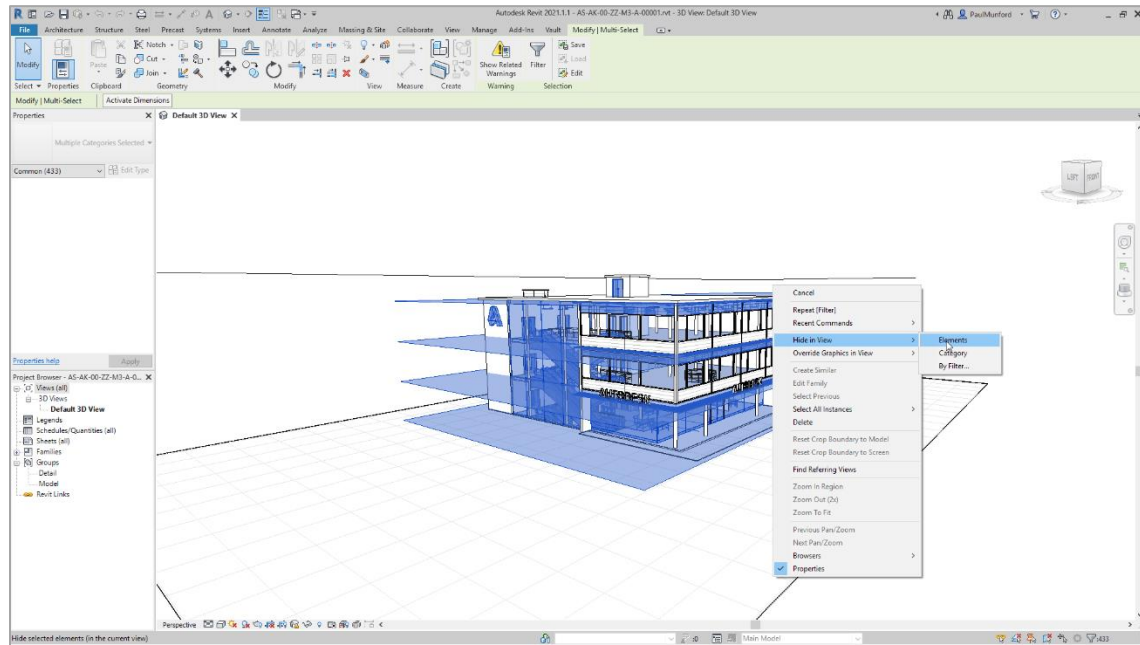 Autodesk Revit 2021.1.1 - AS-AK-00-ZZ-M3-A-00001.rvt - 3D View: Default 3D View
PaulMunford
File Architecture Structure Steel Precast Systems Insert Annotate Analyze Massing & Site Collaborate View Manage Add-Ins Vault Modify | Multi-Select
Modify
Paste
Notch
Cut
Join
Show Related
Warnings
Filter
Save
Load
Edit
Select Properties Clipboard Geometry Modify View Measure Create Warning Selection
Modify | Multi-Select Activate Dimensions
Properties
Default 3D View
Multiple Categories Selected
Common (433)
Edit Type
LEFT
FRONT
A
AUTODESK
Cancel
Repeat [Filter]
Recent Commands
Hide in View
Override Graphics in View
Create Similar
Edit Family
Select Previous
Select All Instances
Delete
Reset Crop Boundary to Model
Reset Crop Boundary to Screen
Find Referring Views
Zoom In Region
Zoom Out (2x)
Zoom To Fit
Previous Pan/Zoom
Next Pan/Zoom
Browsers
Properties
Elements
Category
By Filter...
Properties help
Apply
Project Browser - AS-AK-00-ZZ-M3-A-0...
Views (all)
3D Views
Default 3D View
Legends
Schedules/Quantities (all)
Sheets (all)
Families
Groups
Detail
Model
Revit Links
Perspective
Hide selected elements (in the current view)
:0
Main Model
:433